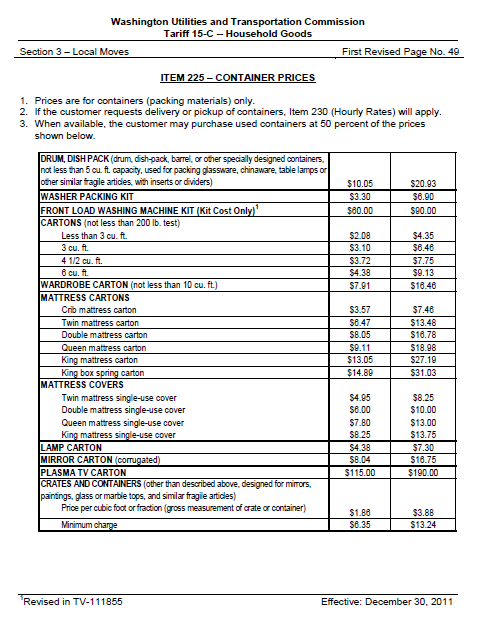 Washington Utilities and Transportation Commission
Tariff 15-C -- Household Goods
Section 3 – Local Moves First Revised Page No. 49
ITEM 225 – CONTAINER PRICES
1. Prices are for containers (packing materials) only.
2. If the customer requests delivery or pickup of containers, Item 230 (Hourly Rates) will apply.
3. When available, the customer may purchase used containers at 50 percent of the prices
shown below.
DRUM, DISH PACK (drum, dish-pack, barrel, or other specially designed containers,
not less than 5 cu. ft. capacity, used for packing glassware, chinaware, table lamps or
other similar fragile articles, with inserts or dividers) $10.05 $20.93
WASHER PACKING KIT $3.30 $6.90
FRONT LOAD WASHING MACHINE KIT (Kit Cost Only)1 $60.00 $90.00
CARTONS (not less than 200 lb. test)
Less than 3 cu. ft. $2.08 $4.35
3 cu. ft. $3.10 $6.46
4 1/2 cu. ft. $3.72 $7.75
6 cu. ft. $4.38 $9.13
WARDROBE CARTON (not less than 10 cu. ft.) $7.91 $16.46
MATTRESS CARTONS
Crib mattress carton $3.57 $7.46
Twin mattress carton $6.47 $13.48
Double mattress carton $8.05 $16.78
Queen mattress carton $9.11 $18.98
King mattress carton $13.05 $27.19
King box spring carton $14.89 $31.03
MATTRESS COVERS
Twin mattress single-use cover $4.95 $8.25
Double mattress single-use cover $6.00 $10.00
Queen mattress single-use cover $7.80 $13.00
King mattress single-use cover $8.25 $13.75
LAMP CARTON $4.38 $7.30
MIRROR CARTON (corrugated) $8.04 $16.75
PLASMA TV CARTON $115.00 $190.00
CRATES AND CONTAINERS (other than described above, designed for mirrors,
paintings, glass or marble tops, and similar fragile articles)
Price per cubic foot or fraction (gross measurement of crate or container) $1.86 $3.88
Minimum charge $6.35 $13.24
1Revised in TV-111855 Effective: December 30, 2011